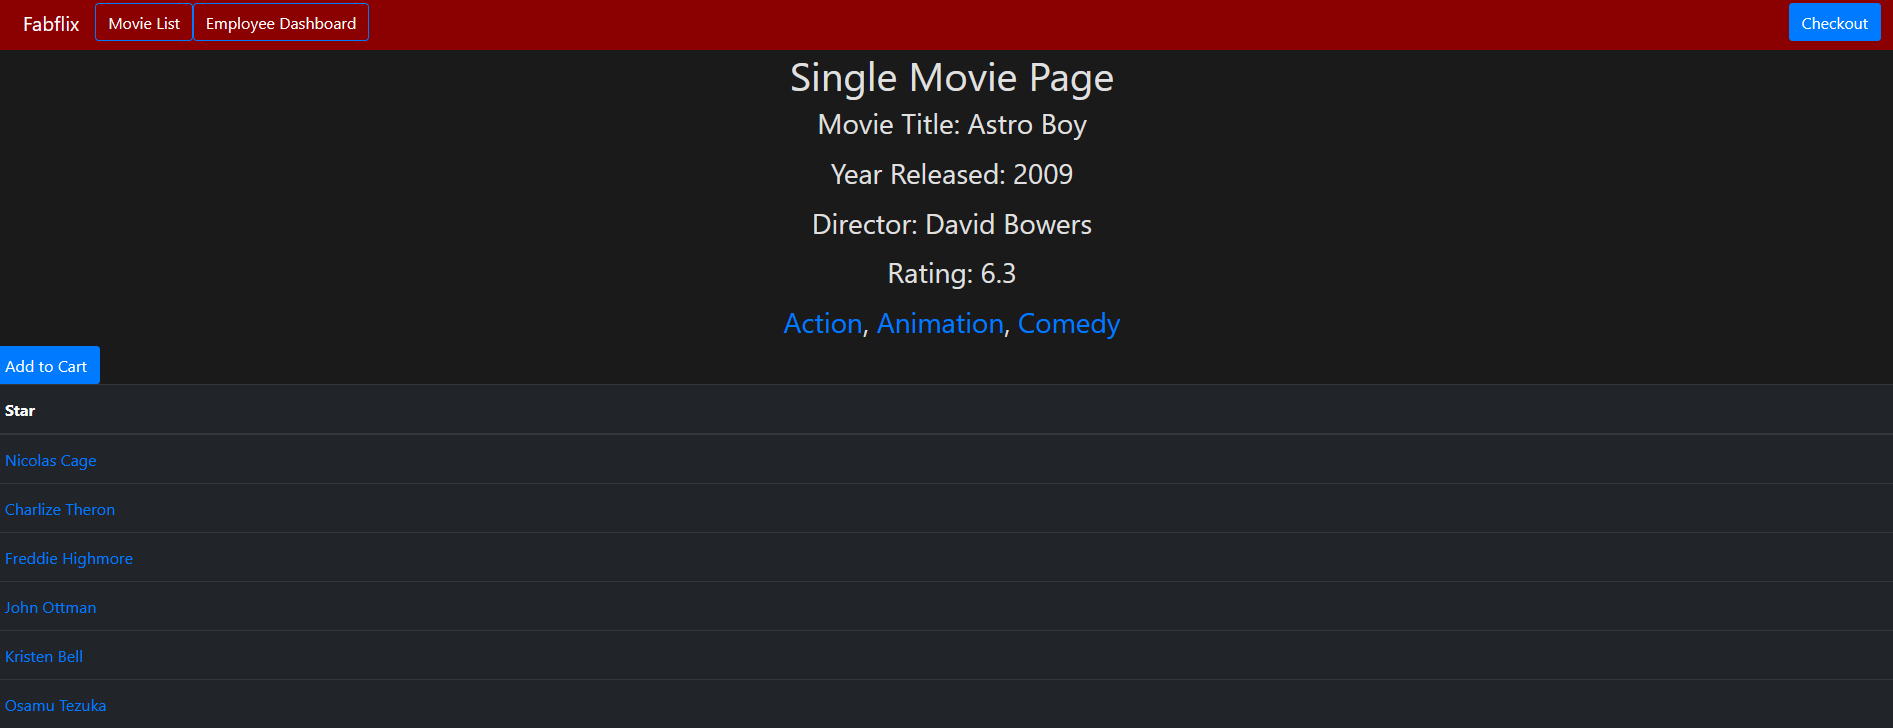 Fabflix Movie List Employee Dashboard Checkout
Single Movie Page
Movie Title: Astro Boy
Year Released: 2009
Director: David Bowers
Rating: 6.3
Action, Animation, Comedy
Add to Cart
Star
Nicolas Cage
Charlize Theron
Freddie Highmore
John Ottman
Kristen Bell
Osamu Tezuka